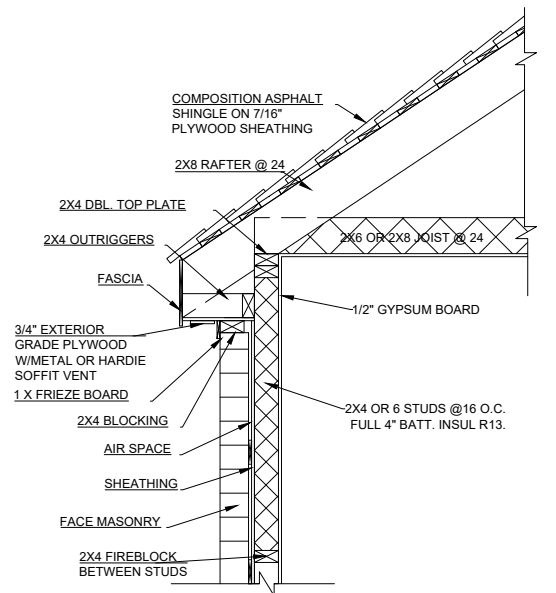 COMPOSITION ASPHALT
SHINGLE ON 7/16"
PLYWOOD SHEATHING
2X8 RAFTER @ 24
2X4 DBL. TOP PLATE
2X4 OUTRIGGERS
2X6 OR 2X8 JOIST @ 24
FASCIA
1/2" GYPSUM BOARD
3/4" EXTERIOR
GRADE PLYWOOD
W/METAL OR HARDIE
SOFFIT VENT
1 X FRIEZE BOARD
2X4 BLOCKING
2X4 OR 6 STUDS @16 O.C.
FULL 4" BATT. INSUL R13.
AIR SPACE
SHEATHING
FACE MASONRY
2X4 FIREBLOCK
BETWEEN STUDS